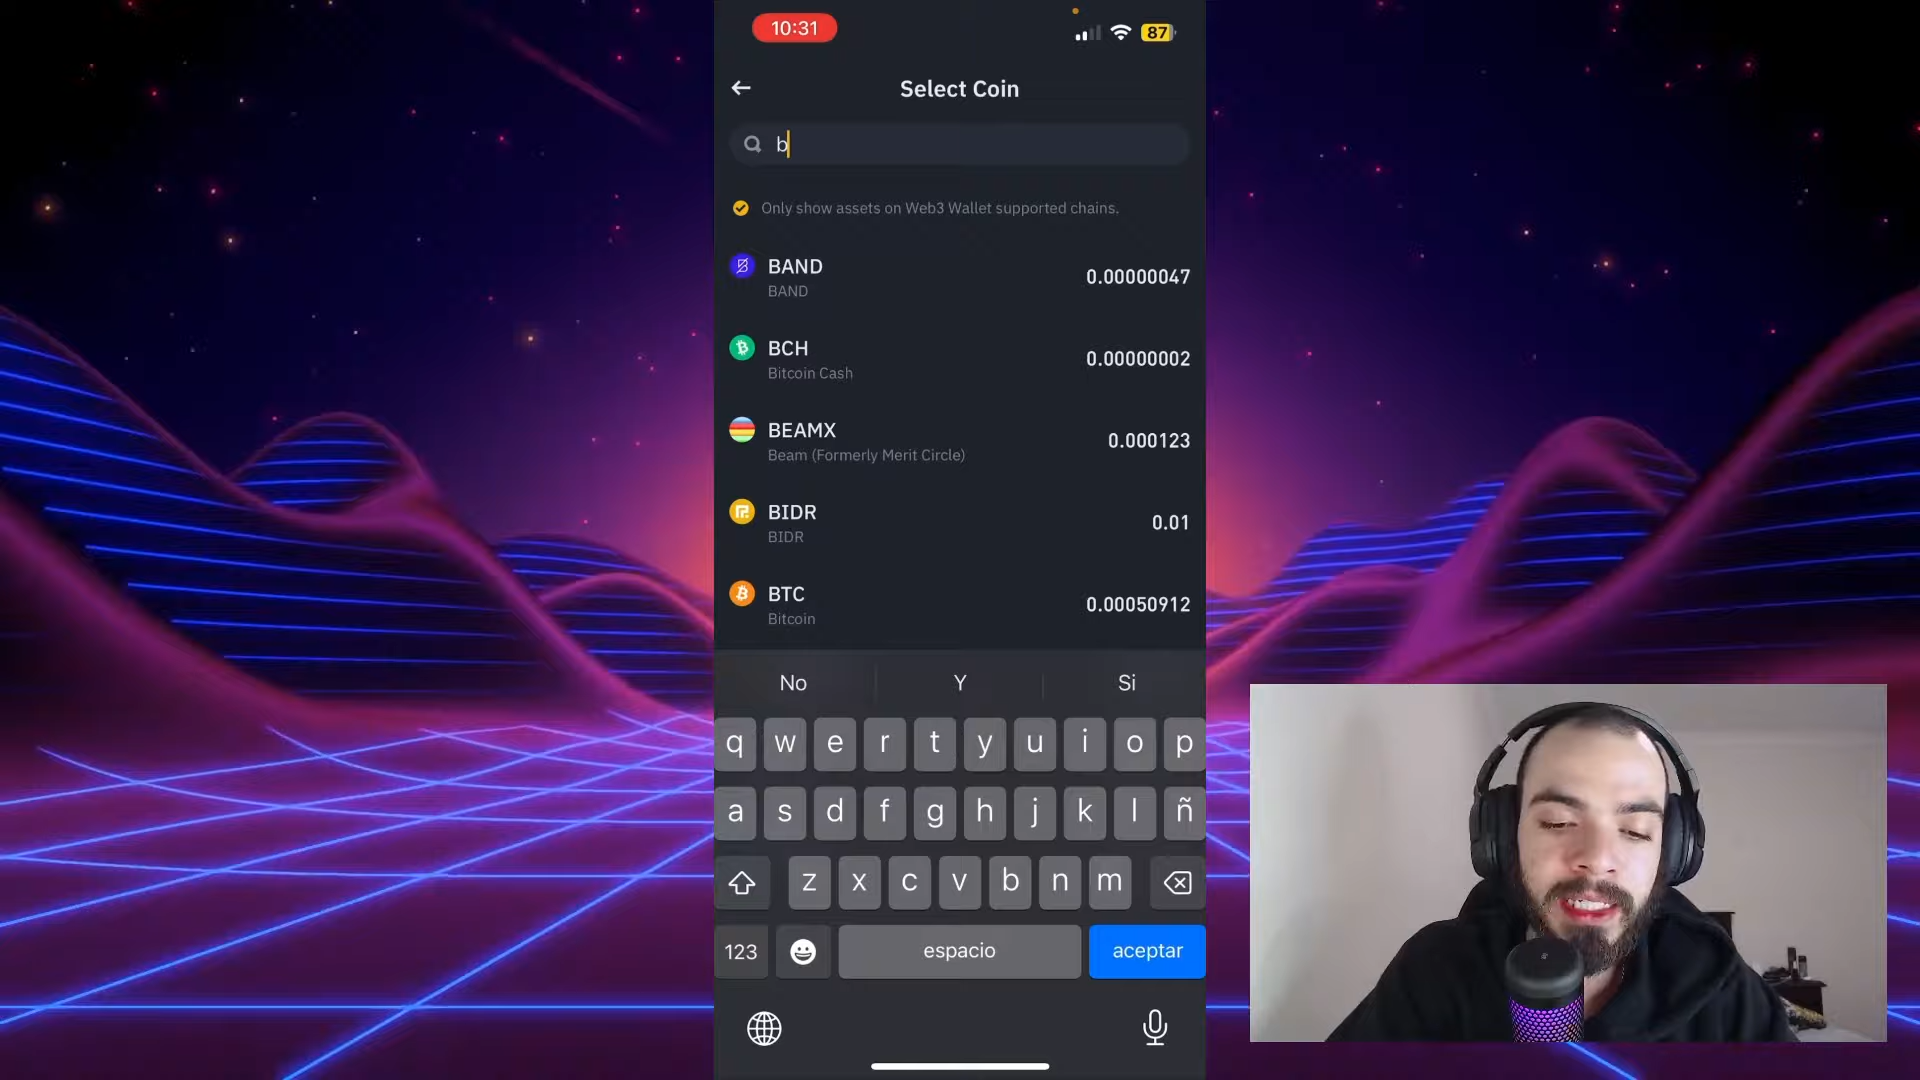 10:31
87
Select Coin
b
Only show assets on Web3 Wallet supported chains.
BAND
0.00000047
BAND
BCH
0.00000002
Bitcoin Cash
BEAMX
0.000123
Beam (Formerly Merit Circle)
BIDR
0.01
BIDR
BTC
0.00050912
Bitcoin
No Y Si
q w e r t y u i o p
a s d f g h j k l ñ
z x c v b n m
123 espacio aceptar